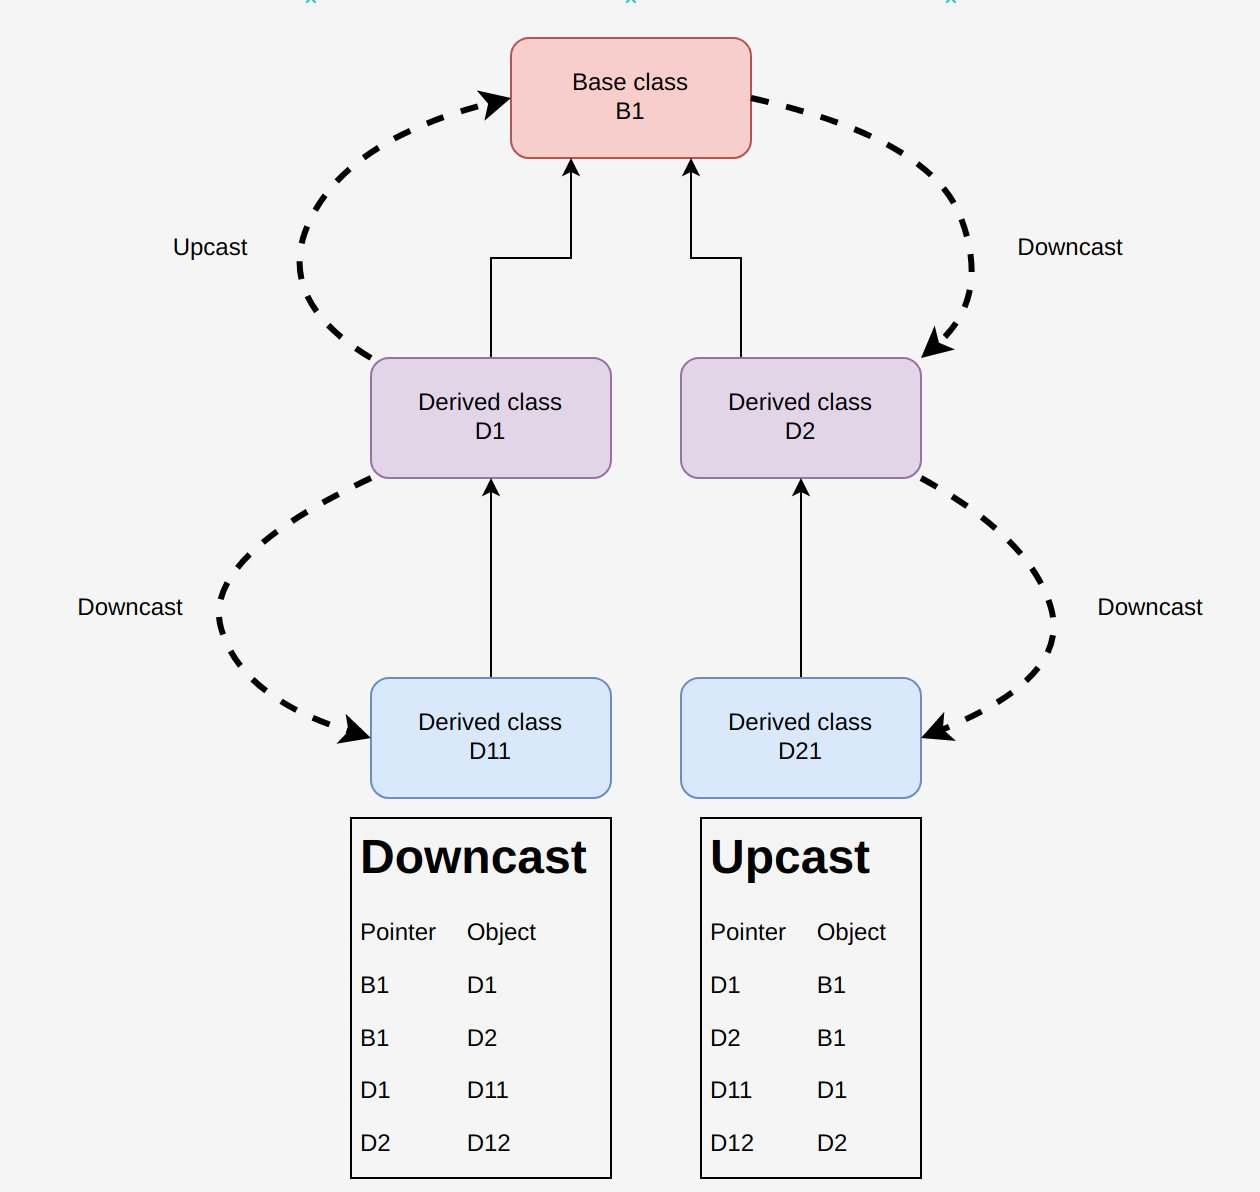 Base class
B1
Upcast
Downcast
Derived class
D1
Derived class
D2
Downcast
Downcast
Derived class
D11
Derived class
D21
Downcast
Pointer Object
B1 D1
B1 D2
D1 D11
D2 D12
Upcast
Pointer Object
D1 B1
D2 B1
D11 D1
D12 D2